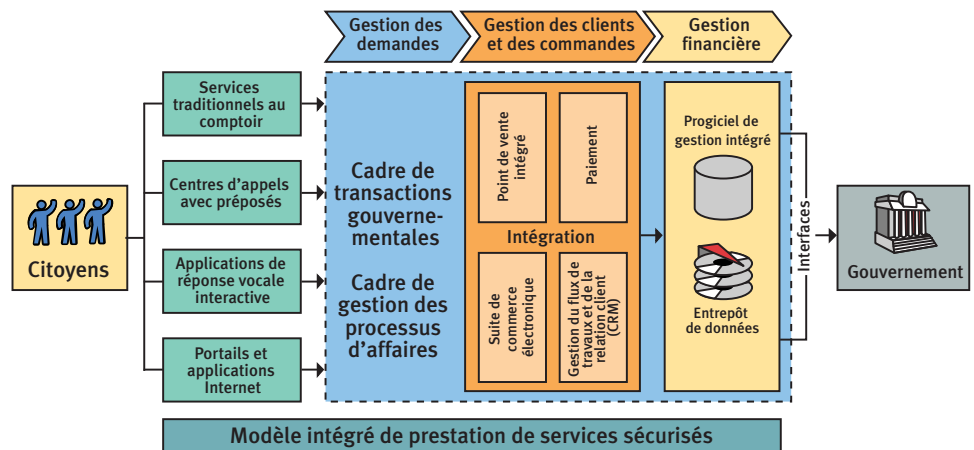 Gestion des
demandes
Gestion des clients
et des commandes
Gestion
financière
Citoyens
Services
traditionnels au
comptoir
Centres d’appels
avec préposés
Applications de
réponse vocale
interactive
Portails et
applications
Internet
Cadre de
transactions
gouverne-
mentales
Cadre de
gestion des
processus
d’affaires
Point de vente
intégré
Paiement
Intégration
Suite de
commerce
électronique
Gestion du flux de
travaux et de la
relation client
(CRM)
Progiciel de
gestion intégré
Entrepôt
de données
Interfaces
Gouvernement
Modèle intégré de prestation de services sécurisés